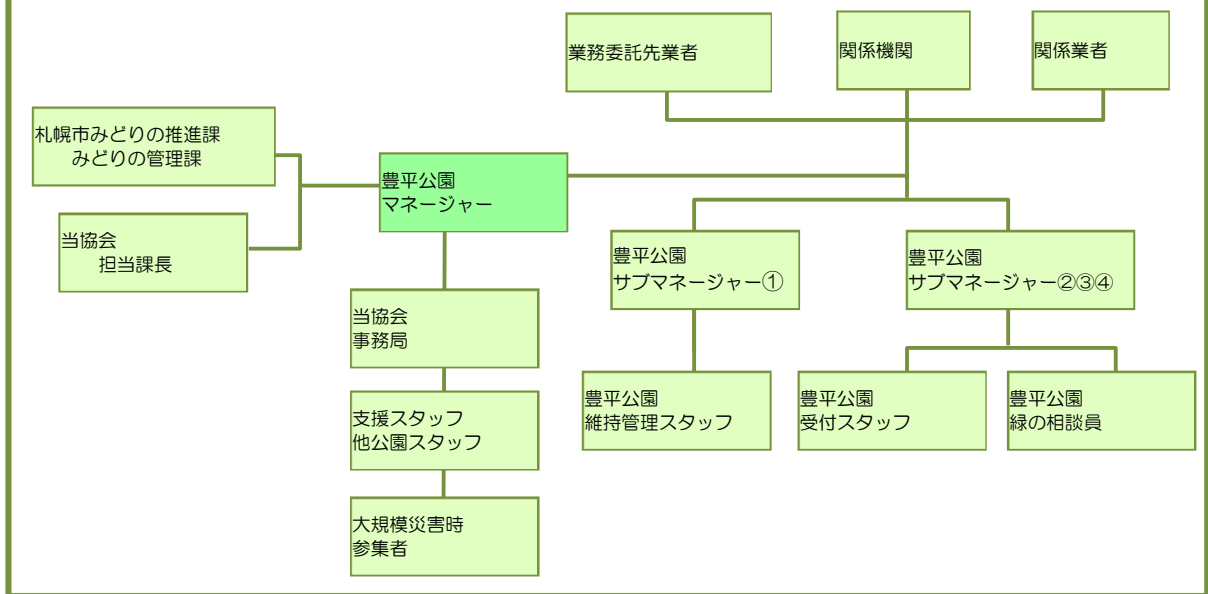 業務委託先業者
関係機関
関係業者
札幌市みどりの推進課
みどりの管理課
豊平公園
マネージャー
当協会
担当課長
豊平公園
サブマネージャー①
豊平公園
サブマネージャー②③④
当協会
事務局
豊平公園
維持管理スタッフ
豊平公園
受付スタッフ
豊平公園
緑の相談員
支援スタッフ
他公園スタッフ
大規模災害時
参集者